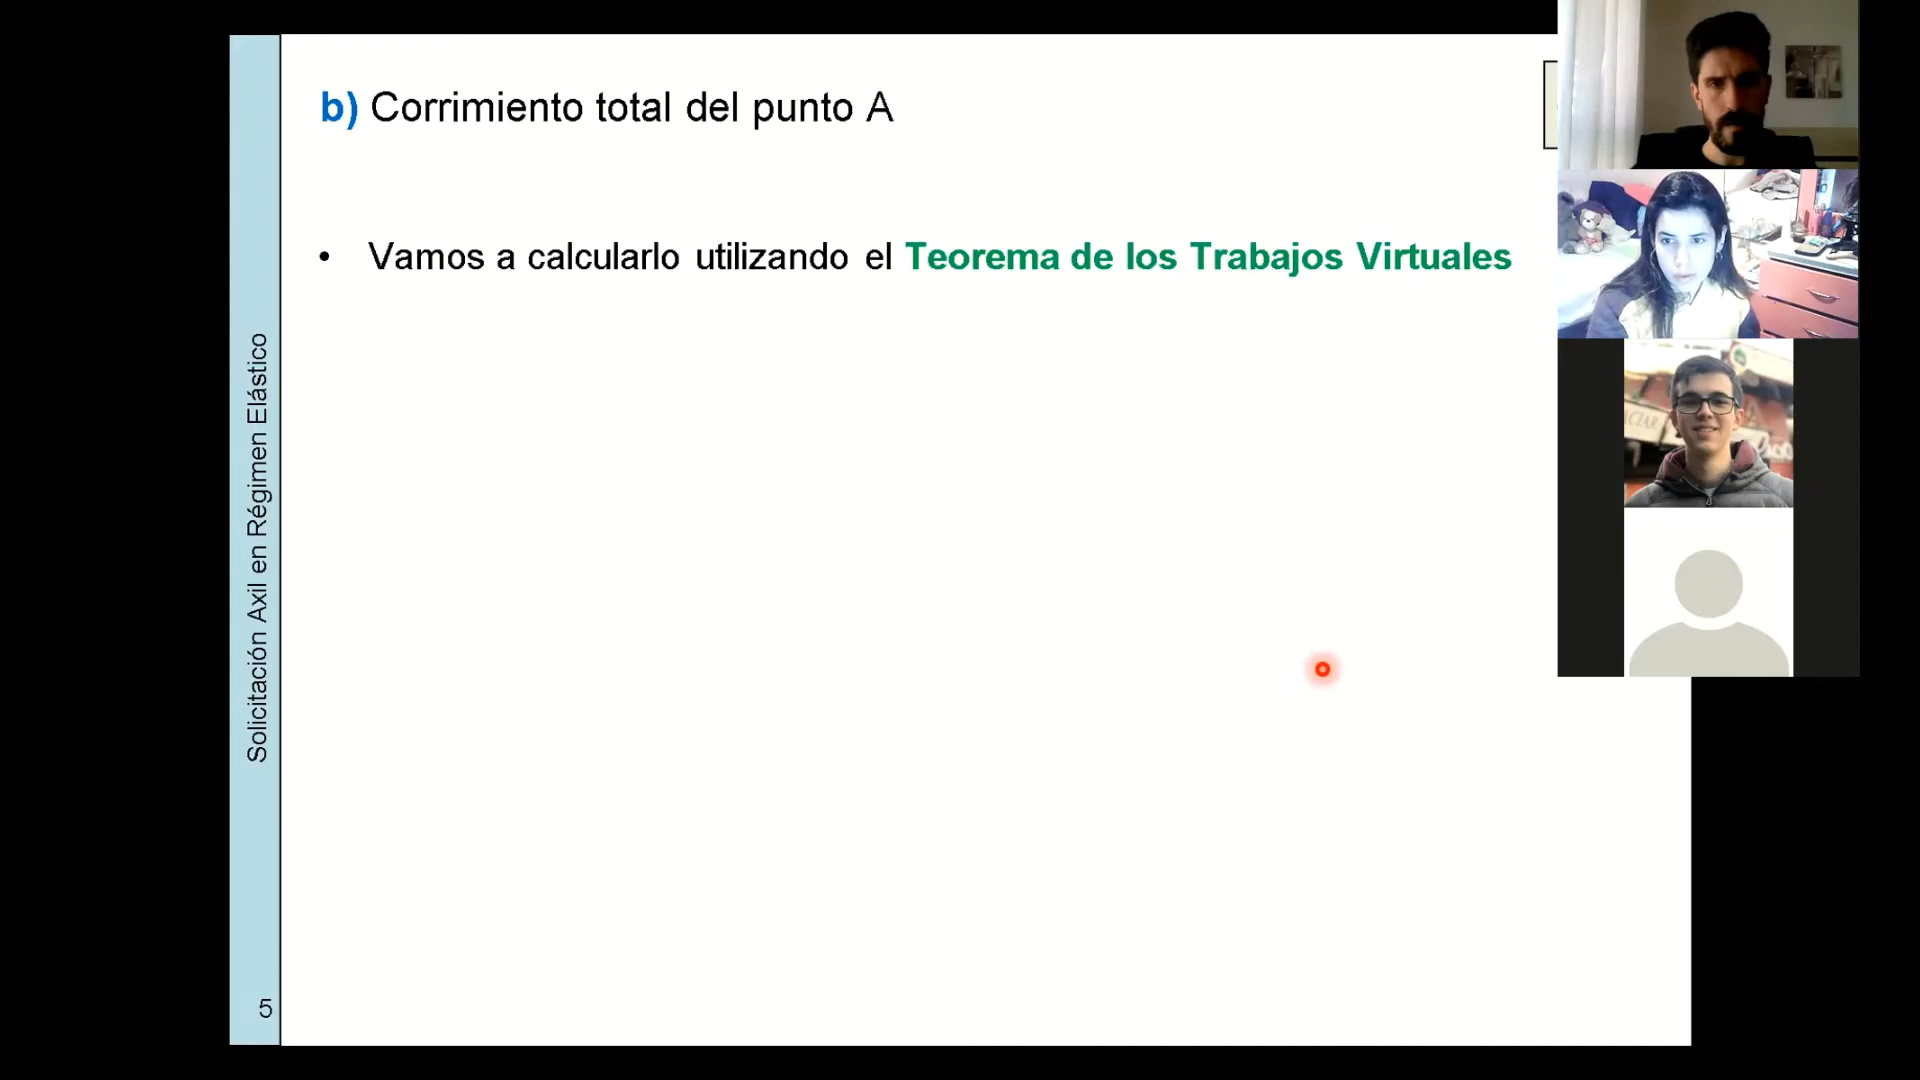 b) Corrimiento total del punto A
• Vamos a calcularlo utilizando el Teorema de los Trabajos Virtuales
Solicitación Axil en Régimen Elástico
5